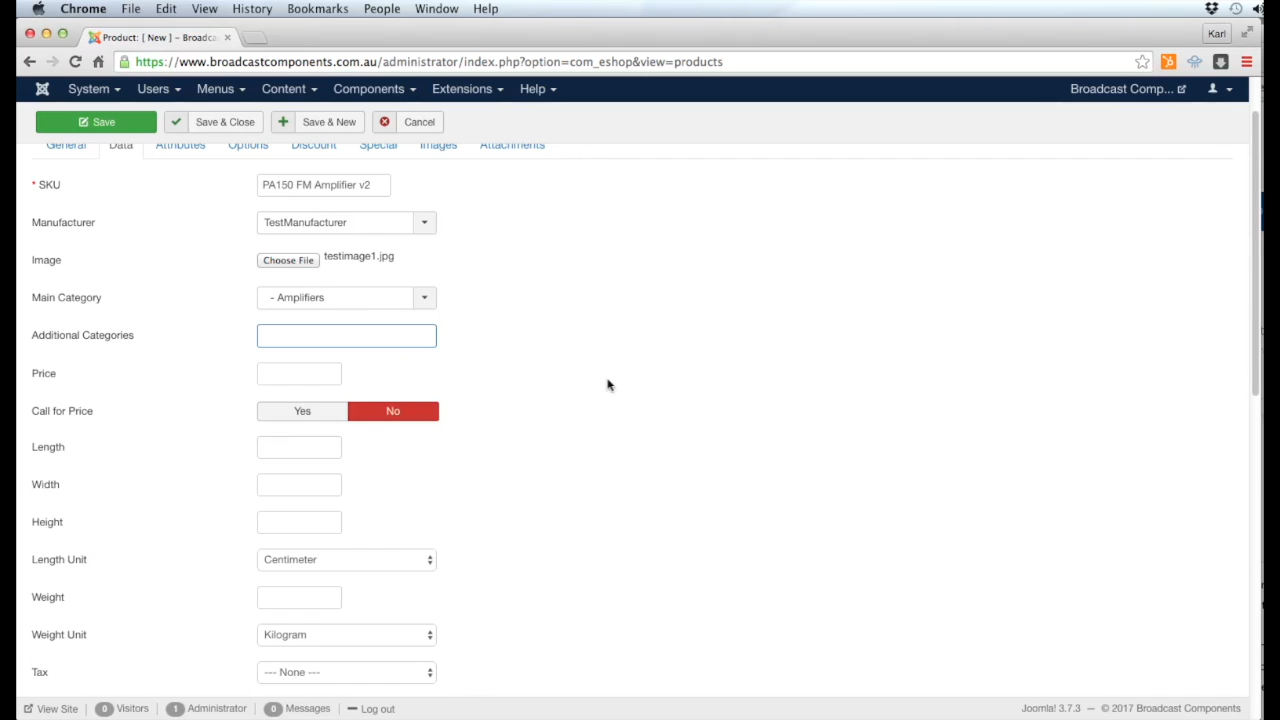 Chrome File Edit View History Bookmarks People Window Help
Product: [ New ] – Broadca × Karl
https://www.broadcastcomponents.com.au/administrator/index.php?option=com_eshop&view=products
System Users Menus Content Components Extensions Help Broadcast Comp...
Save Save & Close Save & New Cancel
General Data Attributes Options Discount Special Images Attachments
* SKU PA150 FM Amplifier v2
Manufacturer TestManufacturer
Image Choose File testimage1.jpg
Main Category - Amplifiers
Additional Categories
Price
Call for Price Yes No
Length
Width
Height
Length Unit Centimeter
Weight
Weight Unit Kilogram
Tax --- None ---
View Site 0 Visitors 1 Administrator 0 Messages Log out Joomla! 3.7.3 — © 2017 Broadcast Components